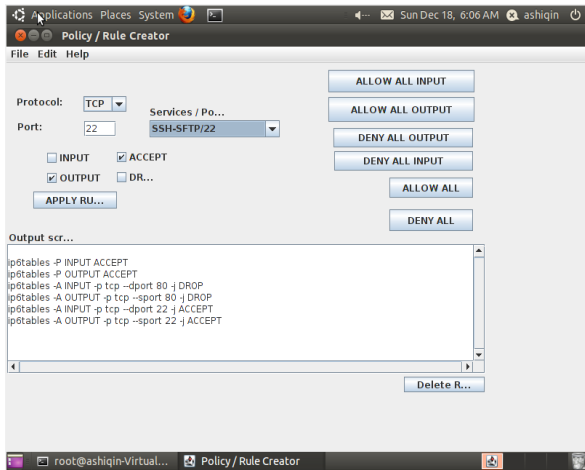 Applications Places System Sun Dec 18, 6:06 AM ashiqin
Policy / Rule Creator
File Edit Help
ALLOW ALL INPUT
Protocol: TCP
Services / Po...
ALLOW ALL OUTPUT
Port: 22 SSH-SFTP/22
DENY ALL OUTPUT
INPUT ACCEPT
DENY ALL INPUT
OUTPUT DR...
ALLOW ALL
APPLY RU...
DENY ALL
Output scr...
ip6tables -P INPUT ACCEPT
ip6tables -P OUTPUT ACCEPT
ip6tables -A INPUT -p tcp --dport 80 -j DROP
ip6tables -A OUTPUT -p tcp --sport 80 -j DROP
ip6tables -A INPUT -p tcp --dport 22 -j ACCEPT
ip6tables -A OUTPUT -p tcp --sport 22 -j ACCEPT
Delete R...
root@ashiqin-Virtual... Policy / Rule Creator